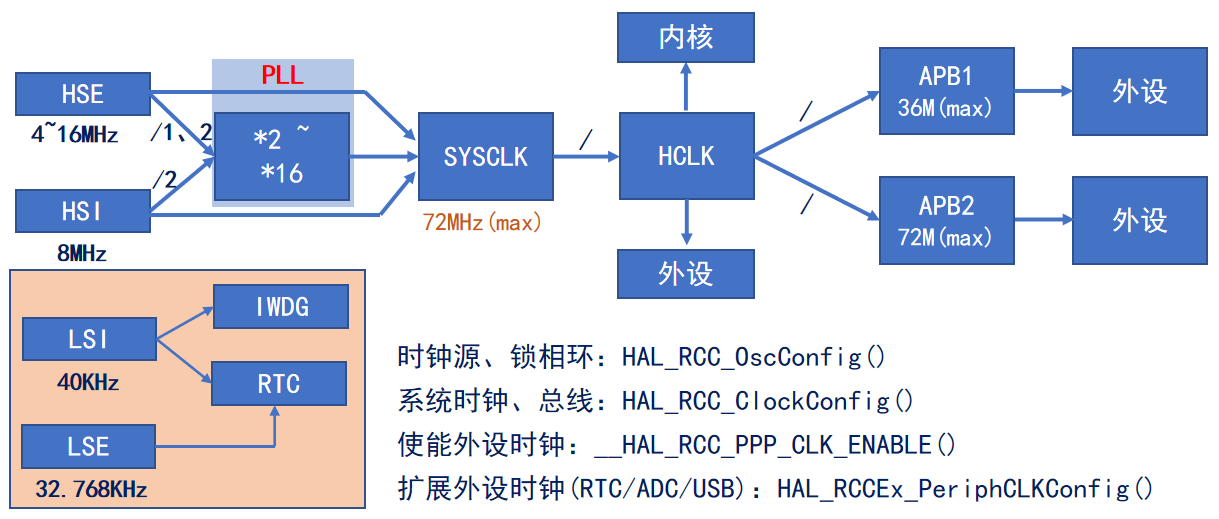 内核
PLL
HSE
4~16MHz
/1、2
*2 ~
*16
/2
HSI
8MHz
SYSCLK
72MHz(max)
/
HCLK
外设
/
APB1
36M(max)
外设
/
APB2
72M(max)
外设
LSI
40KHz
IWDG
RTC
LSE
32.768KHz
时钟源、锁相环：HAL_RCC_OscConfig()
系统时钟、总线：HAL_RCC_ClockConfig()
使能外设时钟：__HAL_RCC_PPP_CLK_ENABLE()
扩展外设时钟(RTC/ADC/USB)：HAL_RCCEx_PeriphCLKConfig()